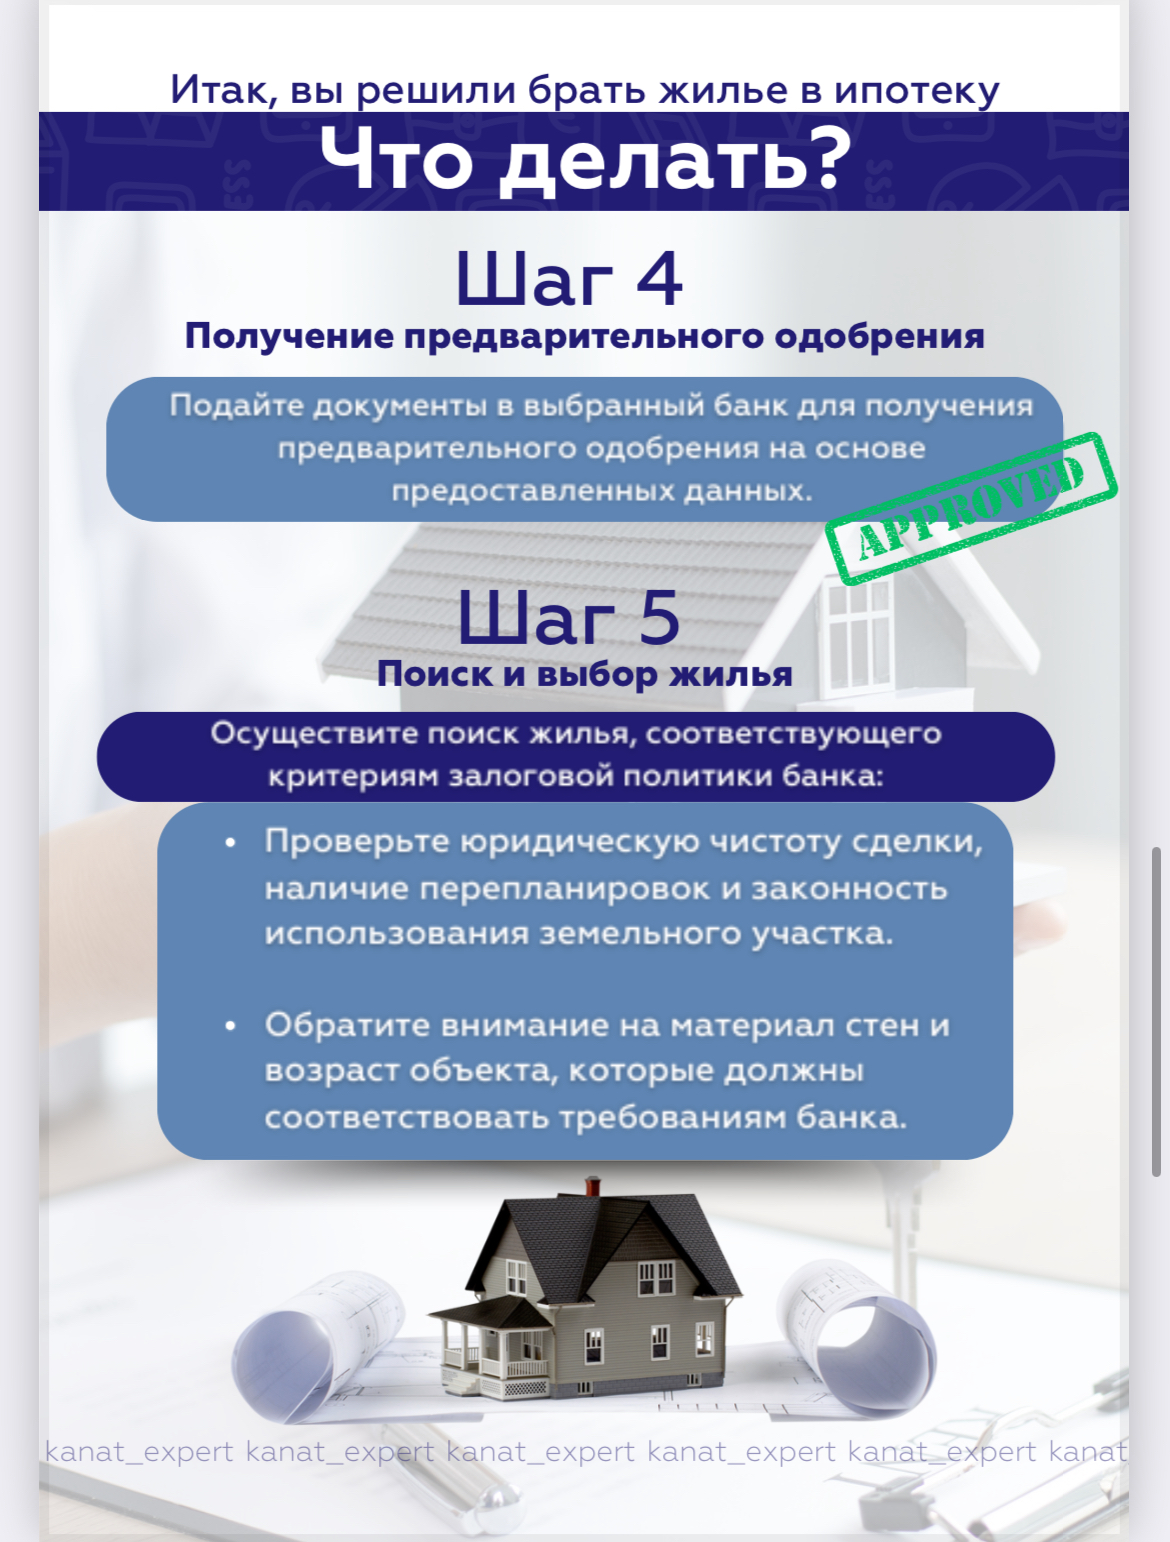 Итак, вы решили брать жилье в ипотеку
Что делать?
Шаг 4
Получение предварительного одобрения
Подайте документы в выбранный банк для получения
предварительного одобрения на основе
предоставленных данных.
APPROVED
Шаг 5
Поиск и выбор жилья
Осуществите поиск жилья, соответствующего
критериям залоговой политики банка:
• Проверьте юридическую чистоту сделки,
наличие перепланировок и законность
использования земельного участка.
• Обратите внимание на материал стен и
возраст объекта, которые должны
соответствовать требованиям банка.
kanat_expert kanat_expert kanat_expert kanat_expert kanat_expert kanat